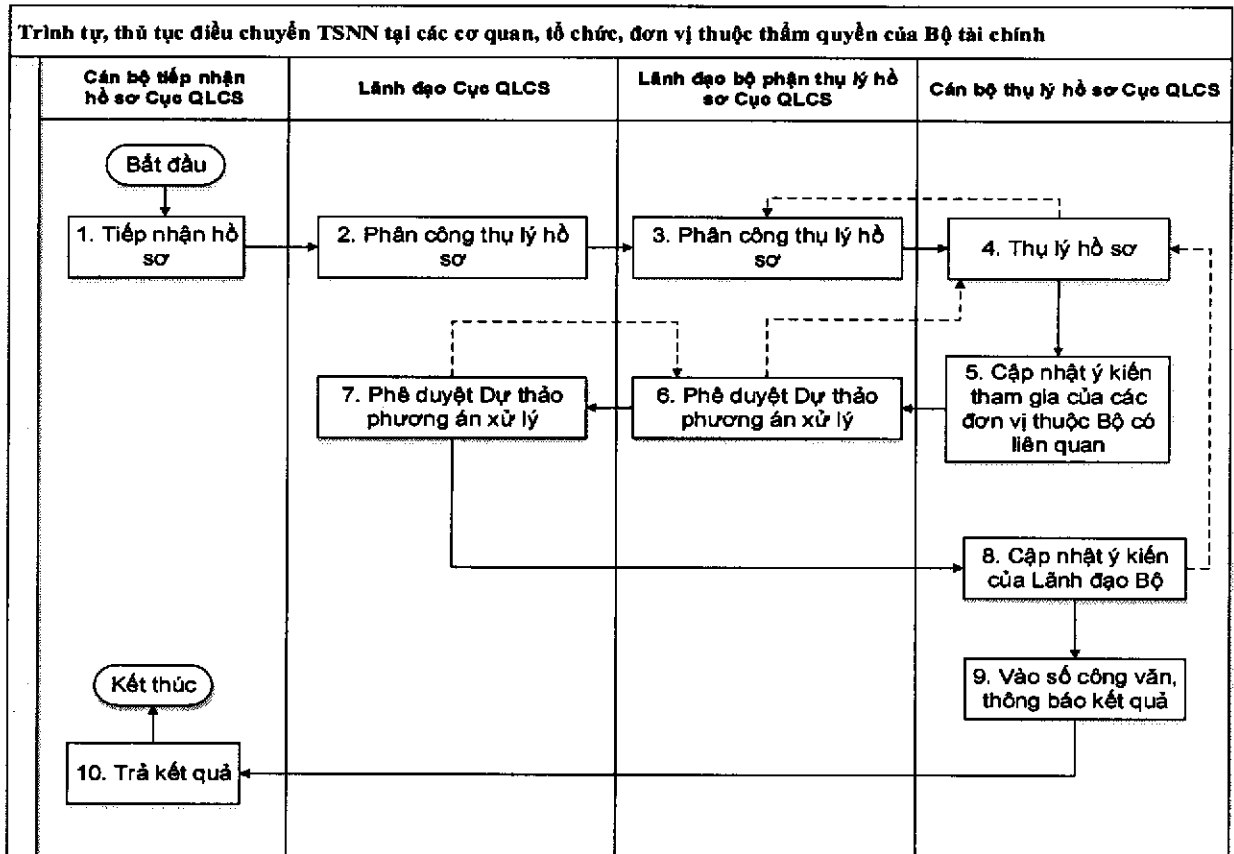 Trình tự, thủ tục điều chuyển TSNN tại các cơ quan, tổ chức, đơn vị thuộc thẩm quyền của Bộ tài chính
Cán bộ tiếp nhận
hồ sơ Cục QLCS
Lãnh đạo Cục QLCS
Lãnh đạo bộ phận thụ lý hồ
sơ Cục QLCS
Cán bộ thụ lý hồ sơ Cục QLCS
Bắt đầu
1. Tiếp nhận hồ
sơ
2. Phân công thụ lý hồ
sơ
3. Phân công thụ lý hồ
sơ
4. Thụ lý hồ sơ
7. Phê duyệt Dự thảo
phương án xử lý
6. Phê duyệt Dự thảo
phương án xử lý
5. Cập nhật ý kiến
tham gia của các
đơn vị thuộc Bộ có
liên quan
8. Cập nhật ý kiến
của Lãnh đạo Bộ
Kết thúc
9. Vào số công văn,
thông báo kết quả
10. Trả kết quả